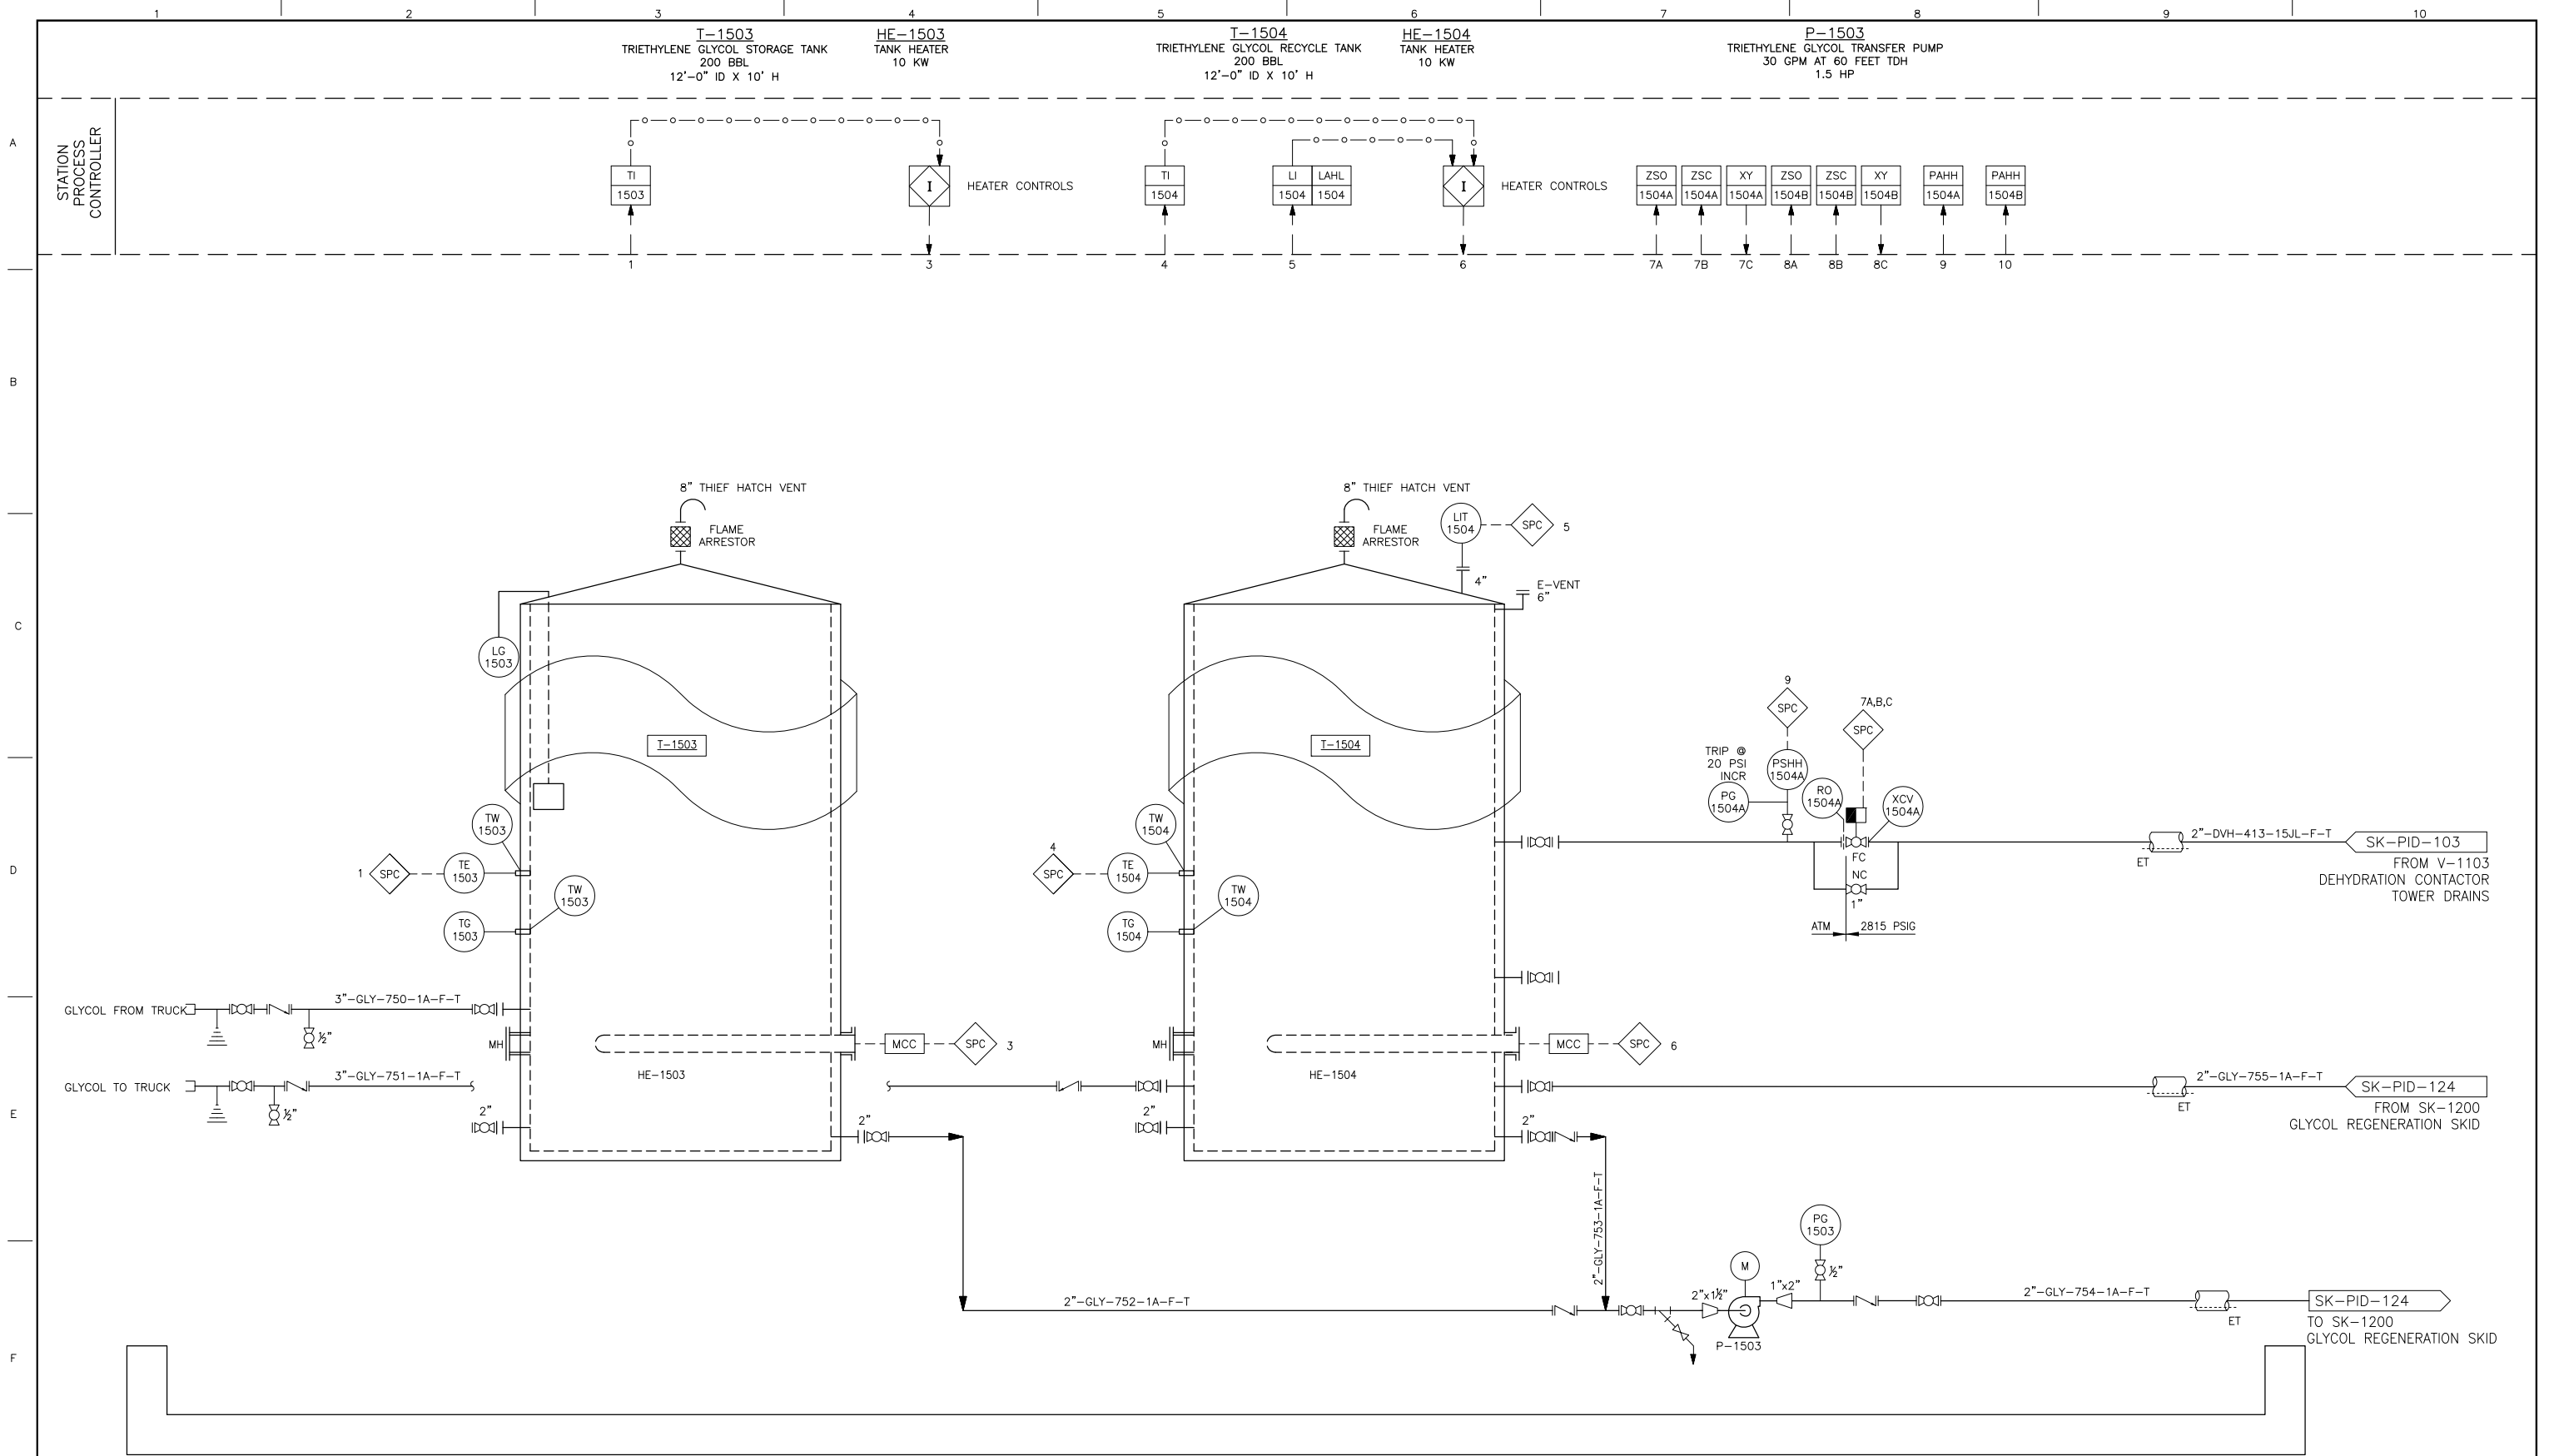 1 2 3 4 5 6 7 8 9 10
T-1503
TRIETHYLENE GLYCOL STORAGE TANK
200 BBL
12'-0" ID X 10' H
HE-1503
TANK HEATER
10 KW
T-1504
TRIETHYLENE GLYCOL RECYCLE TANK
200 BBL
12'-0" ID X 10' H
HE-1504
TANK HEATER
10 KW
P-1503
TRIETHYLENE GLYCOL TRANSFER PUMP
30 GPM AT 60 FEET TDH
1.5 HP
A
B
C
D
E
F
STATION
PROCESS
CONTROLLER
TI
1503
I
HEATER CONTROLS
TI
1504
LI
1504
LAHL
1504
I
HEATER CONTROLS
ZSO
1504A
ZSC
1504A
XY
1504A
ZSO
1504B
ZSC
1504B
XY
1504B
PAHH
1504A
PAHH
1504B
1 3 4 5 6 7A 7B 7C 8A 8B 8C 9 10
8" THIEF HATCH VENT
FLAME
ARRESTOR
LG
1503
T-1503
TW
1503
1
SPC
TE
1503
TW
1503
TG
1503
GLYCOL FROM TRUCK
3"-GLY-750-1A-F-T
½"
MH
HE-1503
MCC
SPC
3
GLYCOL TO TRUCK
3"-GLY-751-1A-F-T
½"
2"
2"
8" THIEF HATCH VENT
FLAME
ARRESTOR
LIT
1504
SPC
5
4"
E-VENT
6"
T-1504
TW
1504
4
SPC
TE
1504
TW
1504
TG
1504
MH
HE-1504
MCC
SPC
6
2"
2"
9
SPC
7A,B,C
SPC
TRIP @
20 PSI
INCR
PSHH
1504A
PG
1504A
RO
1504A
XCV
1504A
FC
NC
1"
ATM
2815 PSIG
ET
2"-DVH-413-15JL-F-T
SK-PID-103
FROM V-1103
DEHYDRATION CONTACTOR
TOWER DRAINS
ET
2"-GLY-755-1A-F-T
SK-PID-124
FROM SK-1200
GLYCOL REGENERATION SKID
2"-GLY-753-1A-F-T
2"-GLY-752-1A-F-T
PG
1503
½"
M
2"x1½"
1"x2"
P-1503
2"-GLY-754-1A-F-T
ET
SK-PID-124
TO SK-1200
GLYCOL REGENERATION SKID